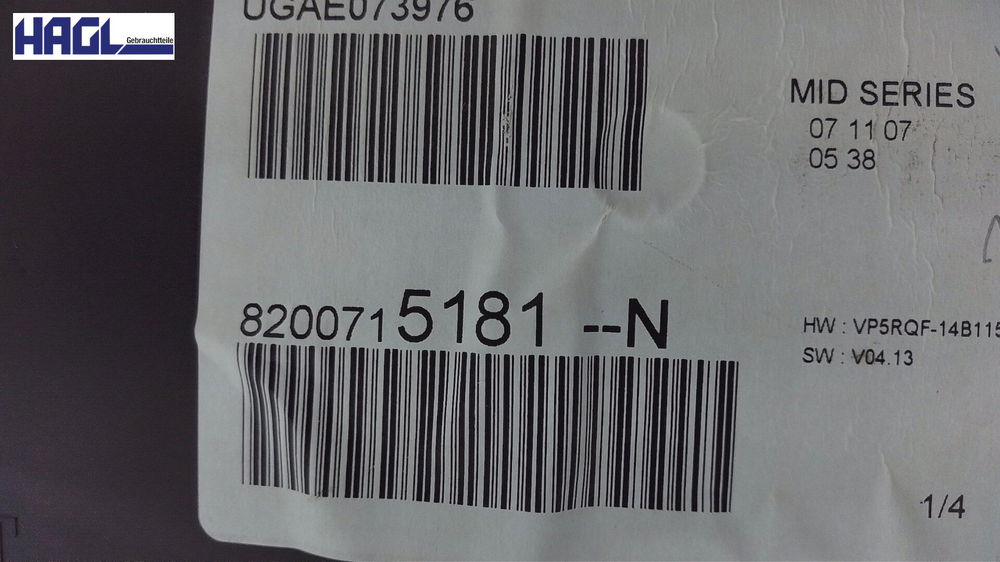 HAGL
Gebrauchtteile
UGAE073976
MID SERIES
07 11 07
05 38
8200715181 --N
HW : VP5RQF-14B115
SW : V04.13
1/4